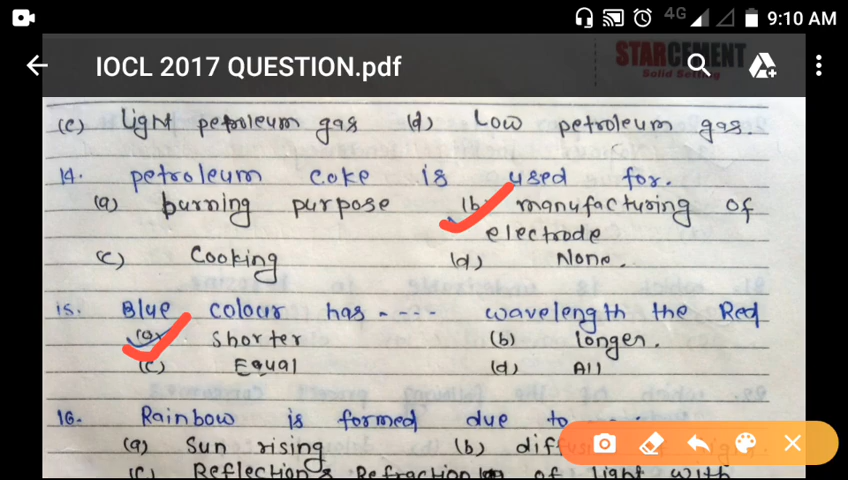 4G 9:10 AM
IOCL 2017 QUESTION.pdf
STARCEMENT
Solid Setting
(c) Light petroleum gas (d) Low petroleum gas.
14. petroleum coke is used for.
(a) burning purpose (b) manufacturing of
electrode
(c) Cooking (d) None.
15. Blue colour has ---- wavelength the Red
(a) shorter (b) longer.
(c) Equal (d) All
16. Rainbow is formed due to
(a) Sun rising (b)
(c) Reflection & Refraction of light with